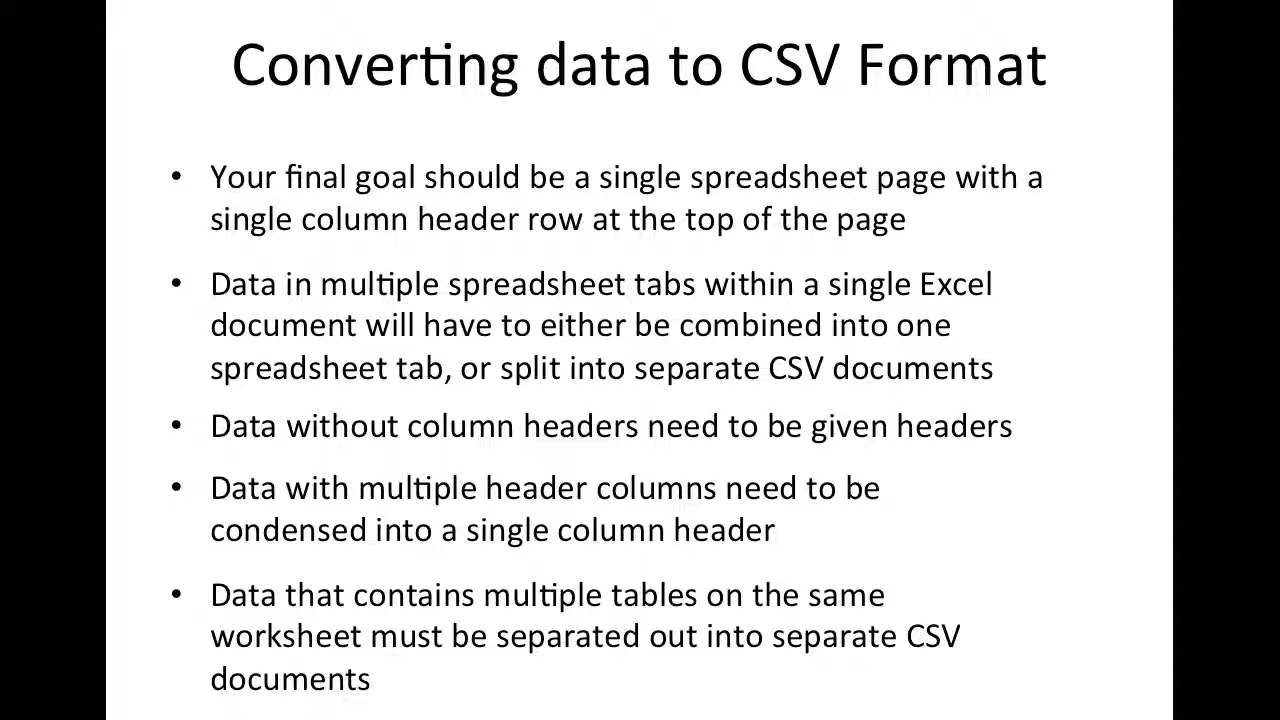 Converting data to CSV Format
• Your final goal should be a single spreadsheet page with a
single column header row at the top of the page
• Data in multiple spreadsheet tabs within a single Excel
document will have to either be combined into one
spreadsheet tab, or split into separate CSV documents
• Data without column headers need to be given headers
• Data with multiple header columns need to be
condensed into a single column header
• Data that contains multiple tables on the same
worksheet must be separated out into separate CSV
documents